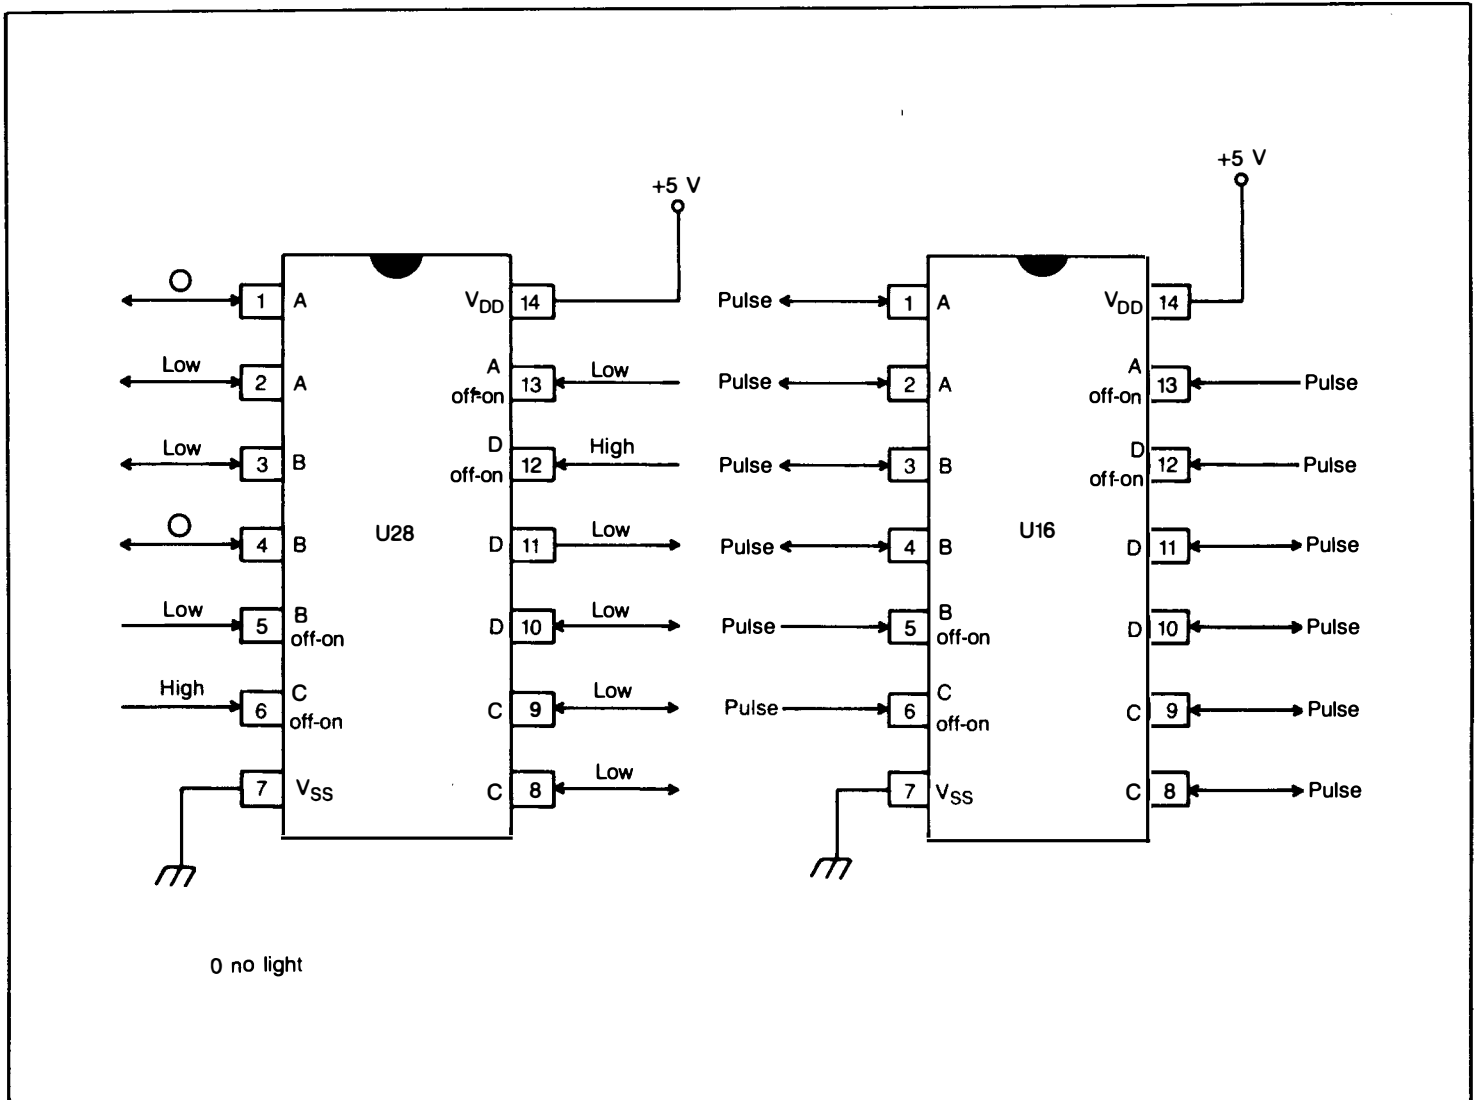 +5 V
+5 V
1 A
VDD 14
Pulse 1 A
VDD 14
Low 2 A
A off-on 13 Low
Pulse 2 A
A off-on 13 Pulse
Low 3 B
D off-on 12 High
Pulse 3 B
D off-on 12 Pulse
4 B
U28
D 11 Low
Pulse 4 B
U16
D 11 Pulse
Low 5 B off-on
D 10 Low
Pulse 5 B off-on
D 10 Pulse
High 6 C off-on
C 9 Low
Pulse 6 C off-on
C 9 Pulse
7 VSS
C 8 Low
7 VSS
C 8 Pulse
0 no light